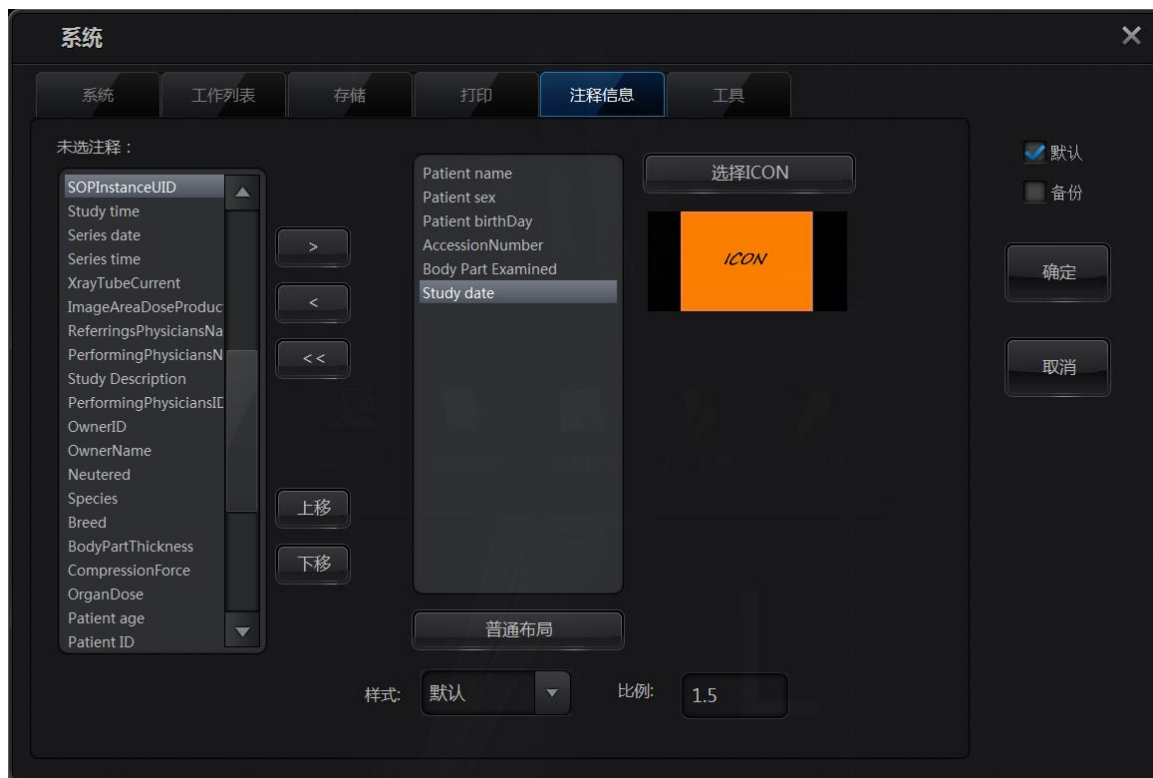 系统
系统
工作列表
存储
打印
注释信息
工具
未选注释：
SOPInstanceUID
Study time
Series date
Series time
XrayTubeCurrent
ImageAreaDoseProduc
ReferringsPhysiciansNa
PerformingPhysiciansN
Study Description
PerformingPhysiciansID
OwnerID
OwnerName
Neutered
Species
Breed
BodyPartThickness
CompressionForce
OrganDose
Patient age
Patient ID
>
<
<<
上移
下移
Patient name
Patient sex
Patient birthDay
AccessionNumber
Body Part Examined
Study date
普通布局
选择ICON
ICON
样式:
默认
比例:
1.5
默认
备份
确定
取消